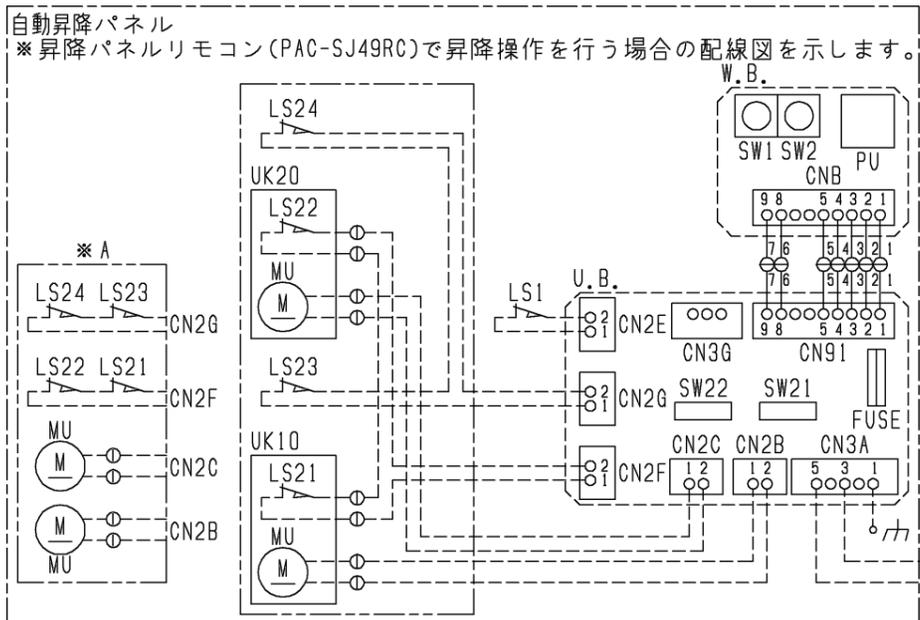 自動昇降パネル
※昇降パネルリモコン(PAC-SJ49RC)で昇降操作を行う場合の配線図を示します。
W.B.
SW1 SW2 PU
CNB
9 8 5 4 3 2 1
7 6 5 4 3 2 1
7 6 5 4 3 2 1
9 8 5 4 3 2 1
CN91
LS24
UK20
LS22
MU
M
LS23
UK10
LS21
MU
M
※A
LS24 LS23
CN2G
LS22 LS21
CN2F
MU
M
CN2C
M
CN2B
MU
U.B.
LS1
2
1
CN2E
CN3G
2
1
CN2G
SW22 SW21
FUSE
2
1
CN2F
CN2C CN2B CN3A
1 2 1 2 5 3 1